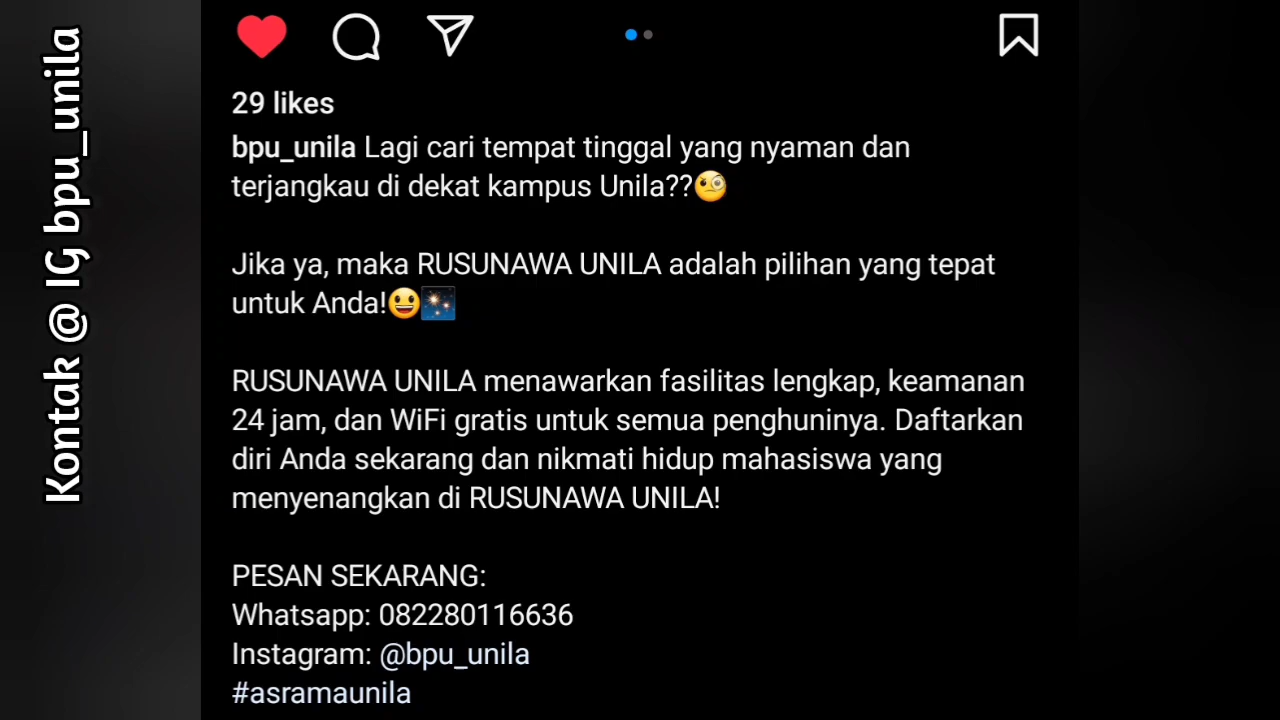 Kontak @ IG bpu_unila
29 likes
bpu_unila Lagi cari tempat tinggal yang nyaman dan
terjangkau di dekat kampus Unila??🧐
Jika ya, maka RUSUNAWA UNILA adalah pilihan yang tepat
untuk Anda!😃🎇
RUSUNAWA UNILA menawarkan fasilitas lengkap, keamanan
24 jam, dan WiFi gratis untuk semua penghuninya. Daftarkan
diri Anda sekarang dan nikmati hidup mahasiswa yang
menyenangkan di RUSUNAWA UNILA!
PESAN SEKARANG:
Whatsapp: 082280116636
Instagram: @bpu_unila
#asramaunila